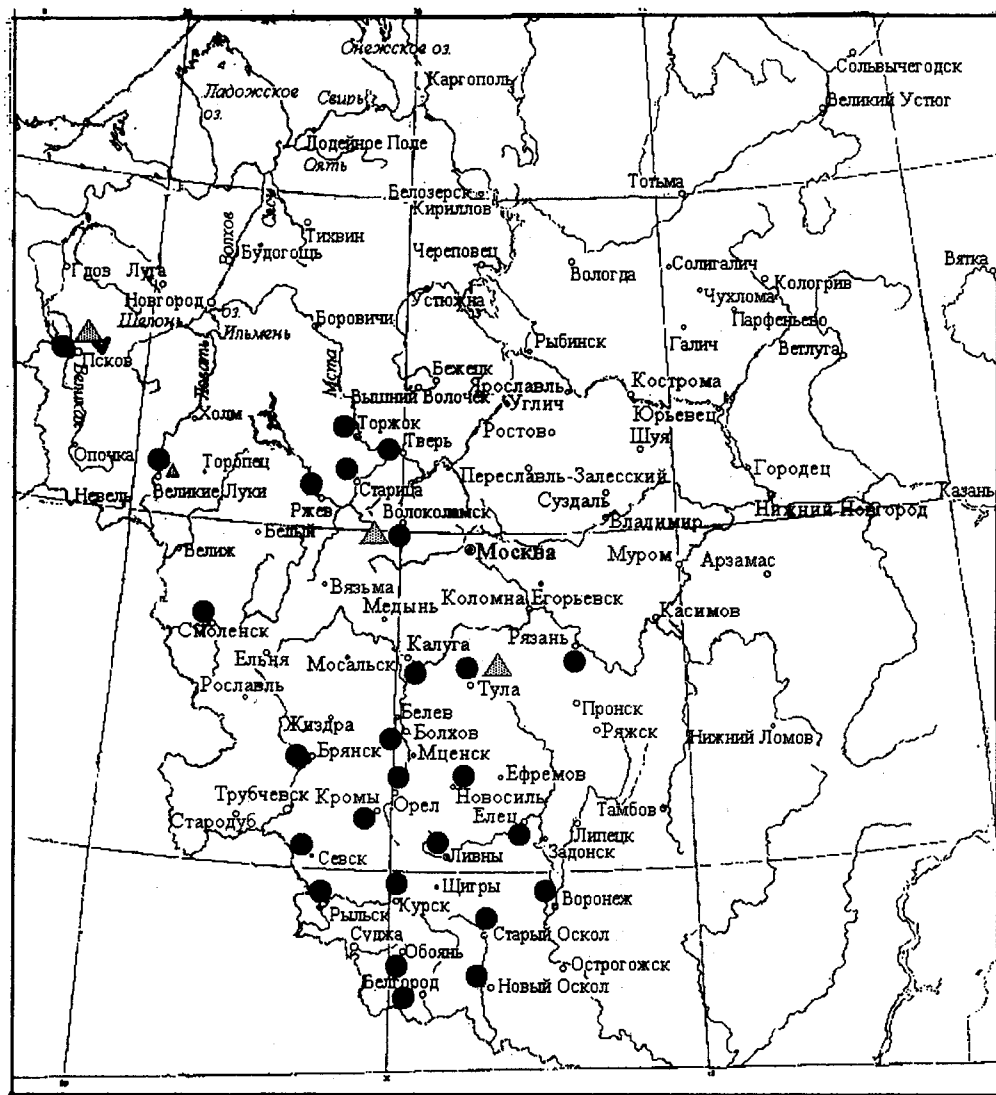 Онежское оз.
Каргополь
Сольвычегодск
Ладожское
оз.
Свирь
Великий Устюг
Лодейное Поле
Оять
Тотьма
Белозерск
Кириллов
Волхов
Сясь
Тихвин
Будогощь
Череповец
Вологда
Солигалич
Вятка
Гдов
Луга
Кологрив
Чухлома
Новгород
оз.
Устюжна
Парфеньево
Шелонь
Ильмень
Боровичи
Галич
Ветлуга
Псков
Рыбинск
Великая
Ловать
Мста
Бежецк
Ярославль
Кострома
Вышний Волочек
Углич
Юрьевец
Холм
Торжок
Ростов
Шуя
Тверь
Опочка
Торопец
Переславль-Залесский
Городец
Старица
Невель
Великие Луки
Суздаль
Казань
Ржев
Волоколамск
Нижний Новгород
Белый
Владимир
Велиж
Москва
Муром
Арзамас
Вязьма
Коломна
Егорьевск
Медынь
Касимов
Смоленск
Рязань
Калуга
Ельня
Мосальск
Рославль
Тула
Пронск
Белев
Жиздра
Болхов
Ряжск
Нижний Ломов
Брянск
Мценск
Ефремов
Трубчевск
Кромы
Орел
Новосиль
Тамбов
Стародуб
Елец
Липецк
Севск
Ливны
Задонск
Щигры
Рыльск
Курск
Воронеж
Суджа
Старый Оскол
Обоянь
Острогожск
Белгород
Новый Оскол